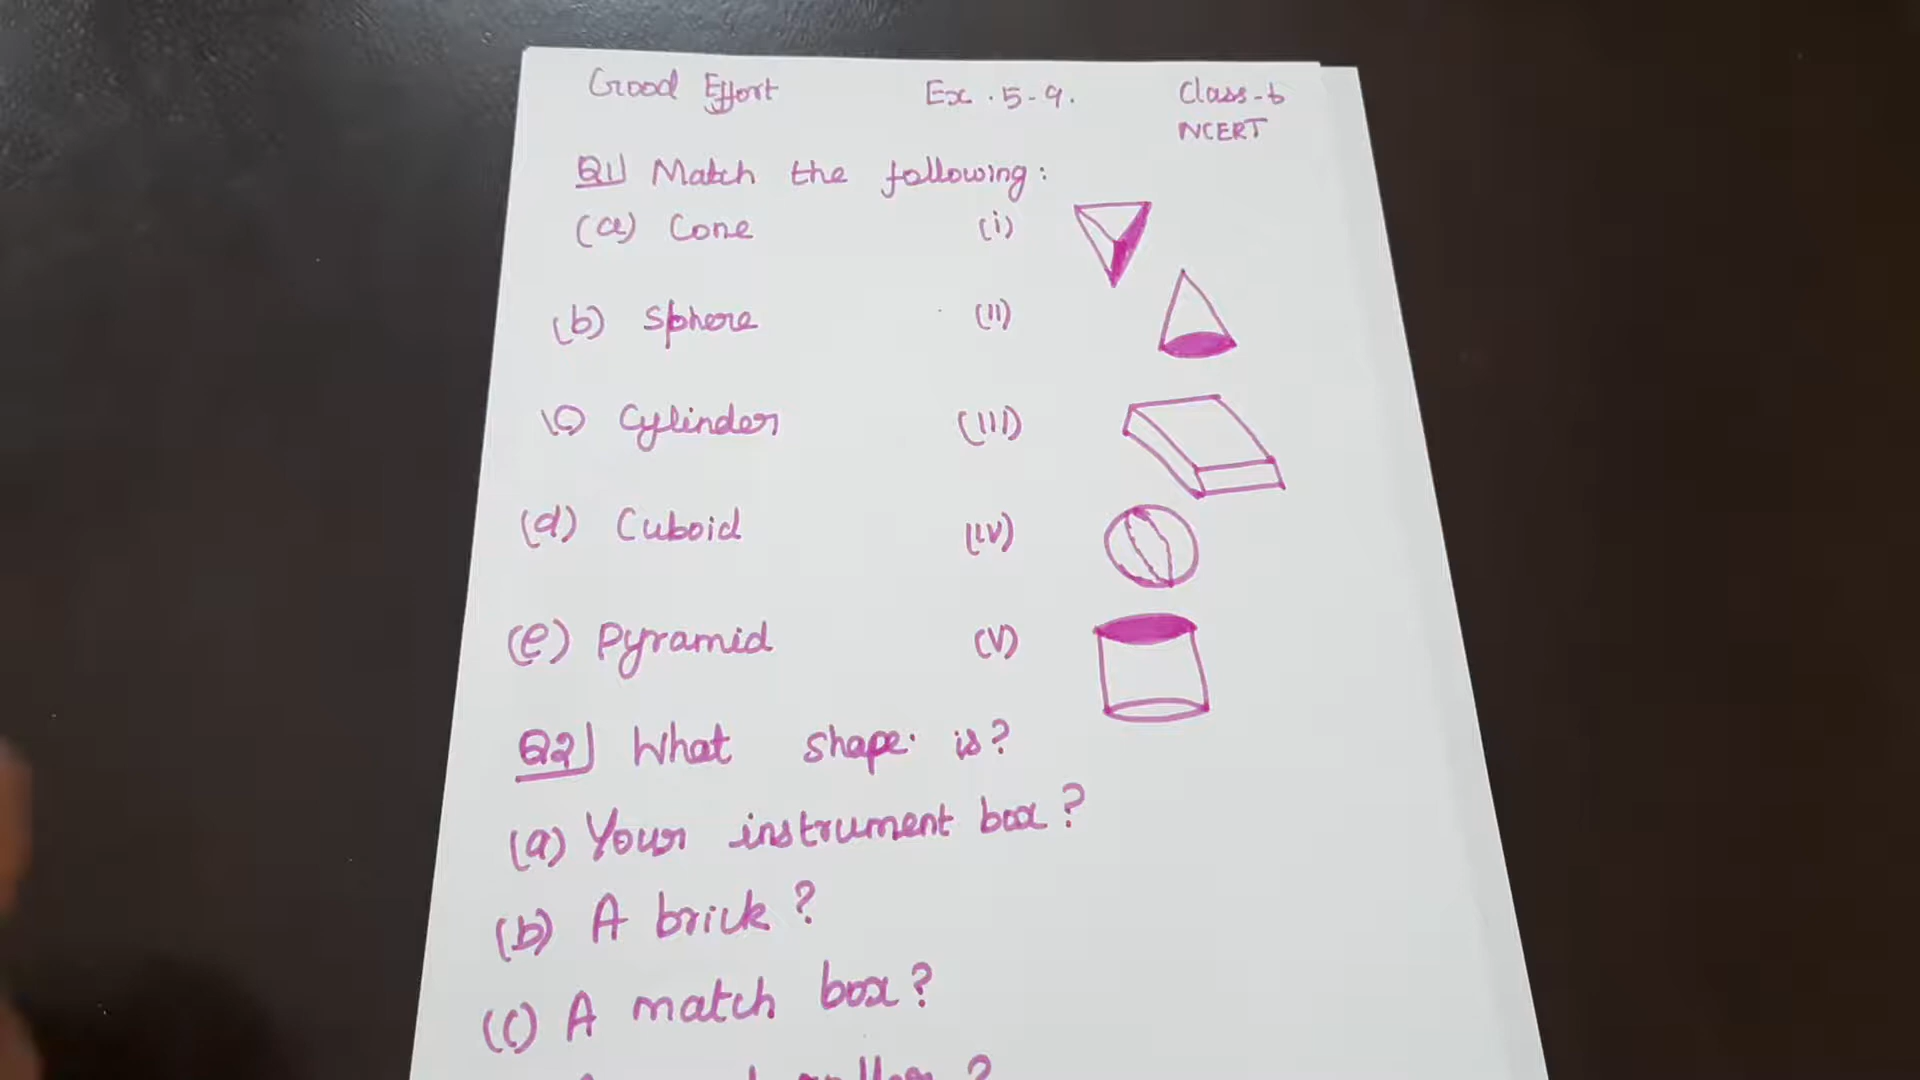 Good Effort Ex. 5.9. Class-6
NCERT
Q1) Match the following:
(a) Cone (i)
(b) Sphere (II)
(c) Cylinder (III)
(d) Cuboid (IV)
(e) Pyramid (V)
Q2) What shape is?
(a) Your instrument box?
(b) A brick?
(c) A match box?